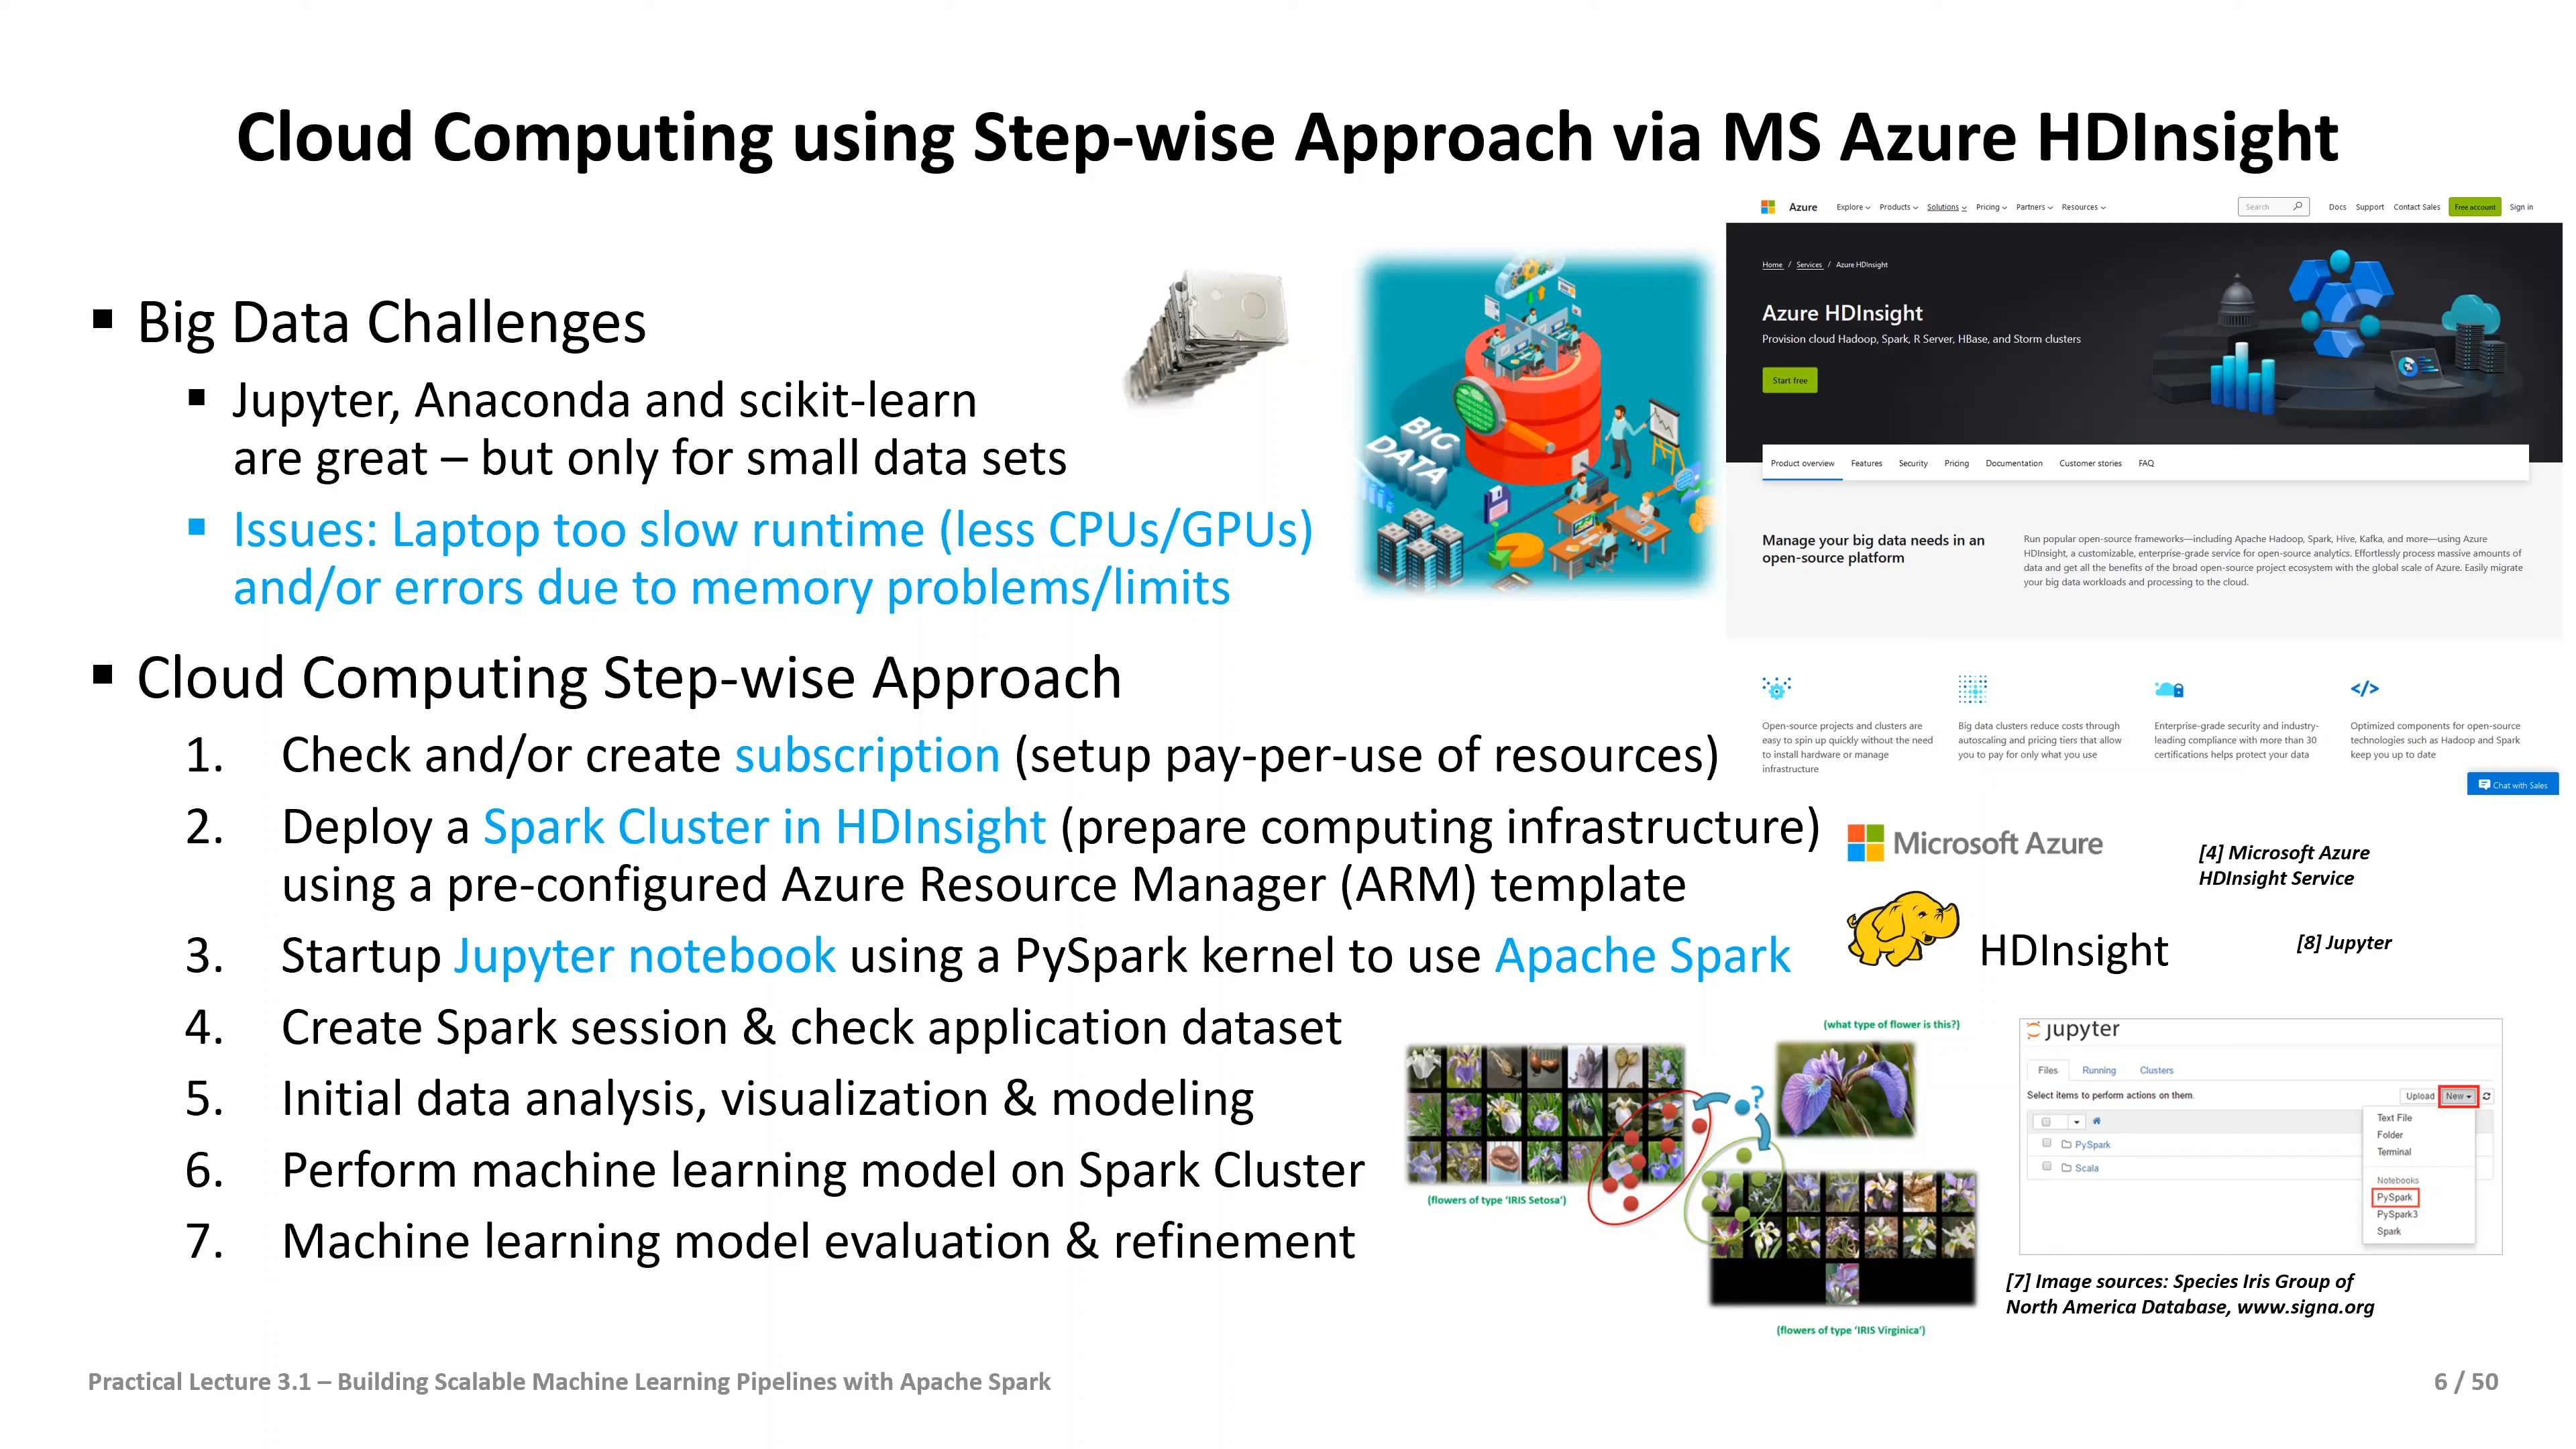 Cloud Computing using Step-wise Approach via MS Azure HDInsight
▪ Big Data Challenges
▪ Jupyter, Anaconda and scikit-learn
are great – but only for small data sets
▪ Issues: Laptop too slow runtime (less CPUs/GPUs)
and/or errors due to memory problems/limits
▪ Cloud Computing Step-wise Approach
1. Check and/or create subscription (setup pay-per-use of resources)
2. Deploy a Spark Cluster in HDInsight (prepare computing infrastructure)
using a pre-configured Azure Resource Manager (ARM) template
3. Startup Jupyter notebook using a PySpark kernel to use Apache Spark
4. Create Spark session & check application dataset
5. Initial data analysis, visualization & modeling
6. Perform machine learning model on Spark Cluster
7. Machine learning model evaluation & refinement
BIG
DATA
Azure Explore Products Solutions Pricing Partners Resources Search Docs Support Contact Sales Free account Sign in
Home / Services / Azure HDInsight
Azure HDInsight
Provision cloud Hadoop, Spark, R Server, HBase, and Storm clusters
Start free
Product overview Features Security Pricing Documentation Customer stories FAQ
Manage your big data needs in an
open-source platform
Run popular open-source frameworks—including Apache Hadoop, Spark, Hive, Kafka, and more—using Azure
HDInsight, a customizable, enterprise-grade service for open-source analytics. Effortlessly process massive amounts of
data and get all the benefits of the broad open-source project ecosystem with the global scale of Azure. Easily migrate
your big data workloads and processing to the cloud.
</>
Open-source projects and clusters are
easy to spin up quickly without the need
to install hardware or manage
infrastructure
Big data clusters reduce costs through
autoscaling and pricing tiers that allow
you to pay for only what you use
Enterprise-grade security and industry-
leading compliance with more than 30
certifications helps protect your data
Optimized components for open-source
technologies such as Hadoop and Spark
keep you up to date
Chat with Sales
Microsoft Azure
[4] Microsoft Azure
HDInsight Service
HDInsight
[8] Jupyter
(what type of flower is this?)
?
(flowers of type 'IRIS Setosa')
(flowers of type 'IRIS Virginica')
jupyter
Files Running Clusters
Select items to perform actions on them.
Upload New
PySpark
Scala
Text File
Folder
Terminal
Notebooks
PySpark
PySpark3
Spark
[7] Image sources: Species Iris Group of
North America Database, www.signa.org
Practical Lecture 3.1 – Building Scalable Machine Learning Pipelines with Apache Spark
6 / 50